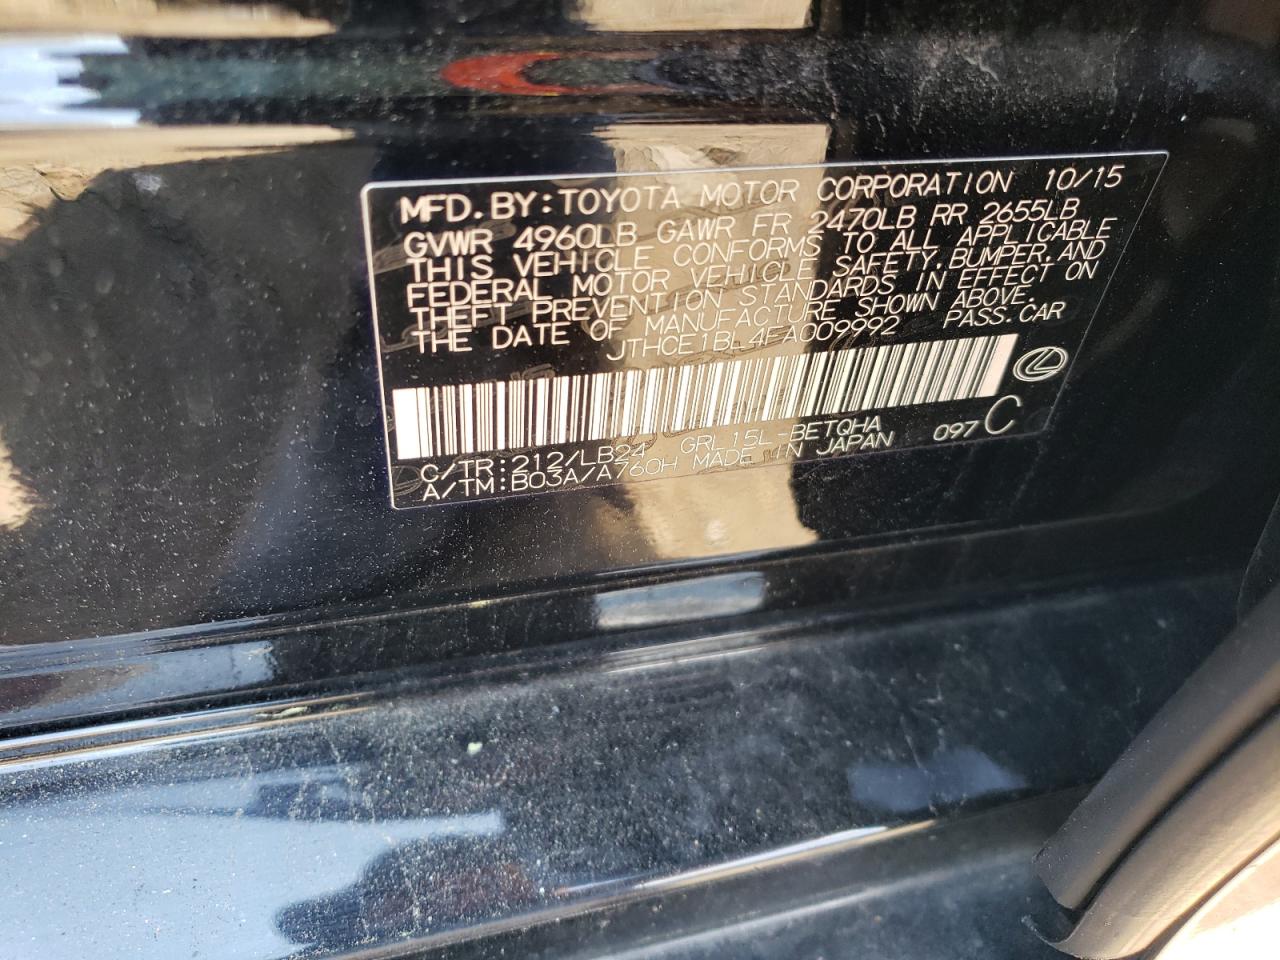 MFD. BY: TOYOTA MOTOR CORPORATION 10/15
GVWR 4960LB GAWR FR 2470LB RR 2655LB
THIS VEHICLE CONFORMS TO ALL APPLICABLE
FEDERAL MOTOR VEHICLE SAFETY, BUMPER, AND
THEFT PREVENTION STANDARDS IN EFFECT ON
THE DATE OF MANUFACTURE SHOWN ABOVE.
JTHCE1BL4FA009992 PASS. CAR
C/TR: 212/LB24 GRL15L-BETQHA 097 C
A/TM: B03A/A760H MADE IN JAPAN